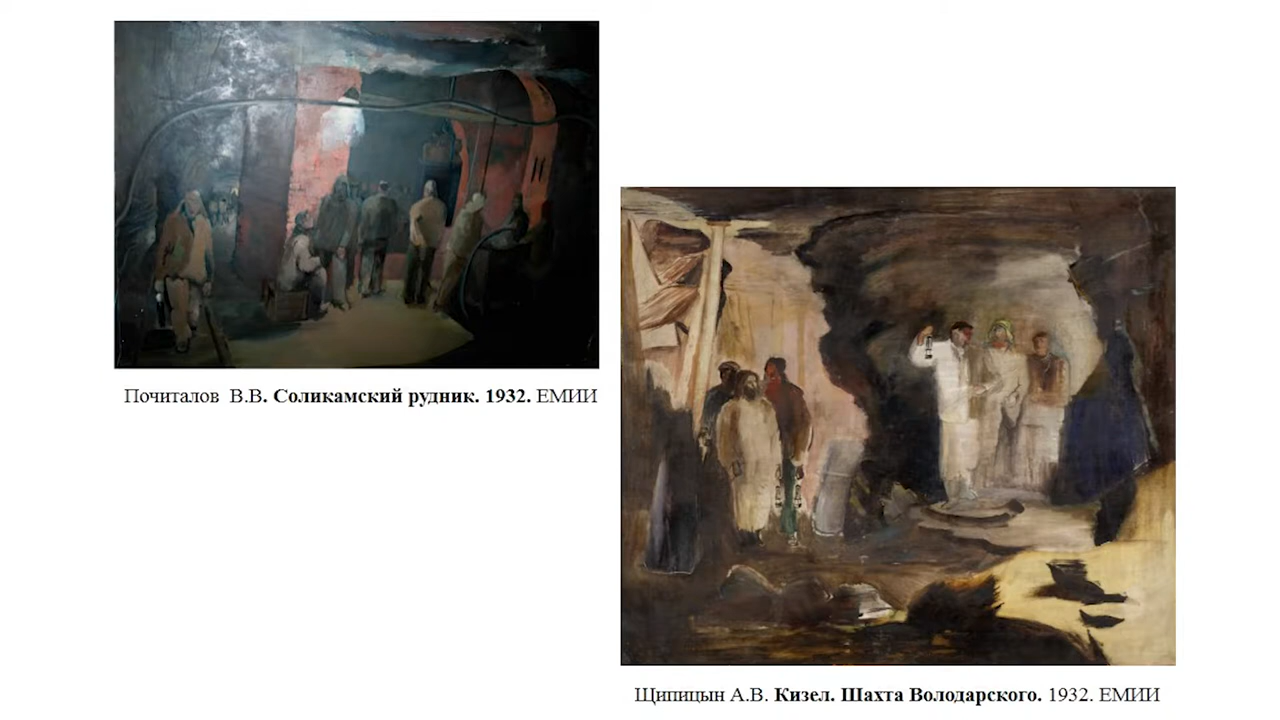 Почиталов В.В. Соликамский рудник. 1932. ЕМИИ
Щипицын А.В. Кизел. Шахта Володарского. 1932. ЕМИИ